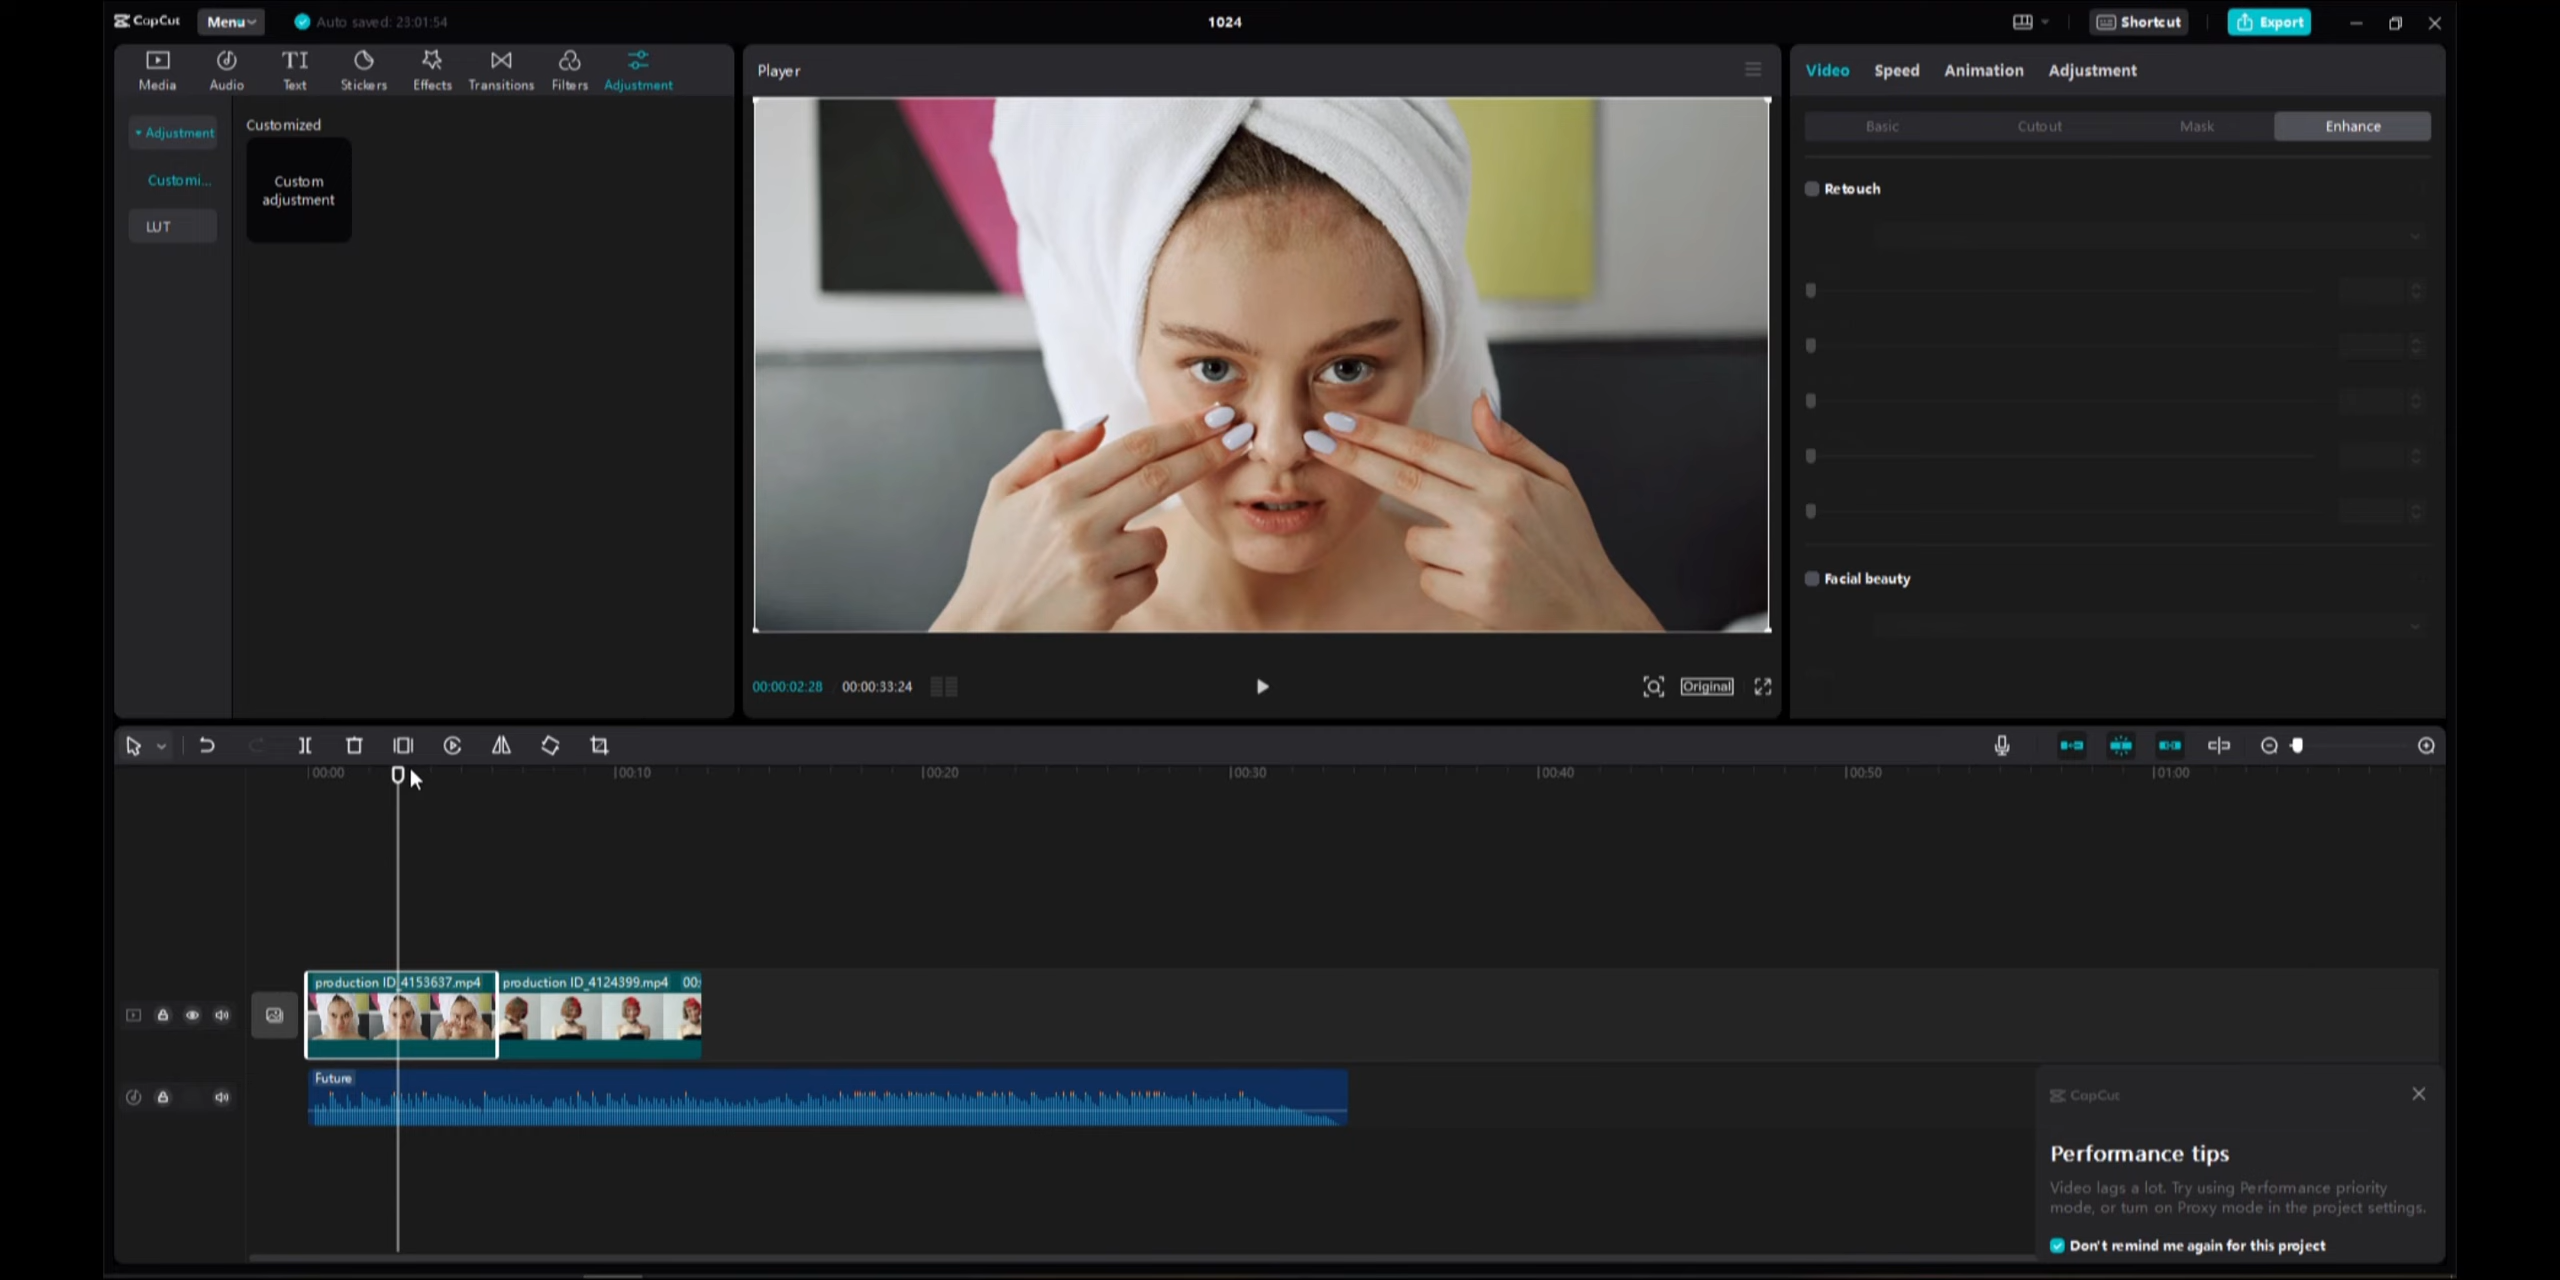 CapCut Menu Auto saved: 23:01:54 1024 Shortcut Export
Media Audio Text Stickers Effects Transitions Filters Adjustment
Adjustment
Customi...
LUT
Customized
Custom
adjustment
Player
00:00:02:28 00:00:33:24
Original
Video Speed Animation Adjustment
Basic Cutout Mask Enhance
Retouch
Facial beauty
00:00 00:10 00:20 00:30 00:40 00:50 01:00
production ID_4153637.mp4 production ID_4124399.mp4 00:
Future
CapCut
Performance tips
Video lags a lot. Try using Performance priority
mode, or turn on Proxy mode in the project settings.
Don't remind me again for this project